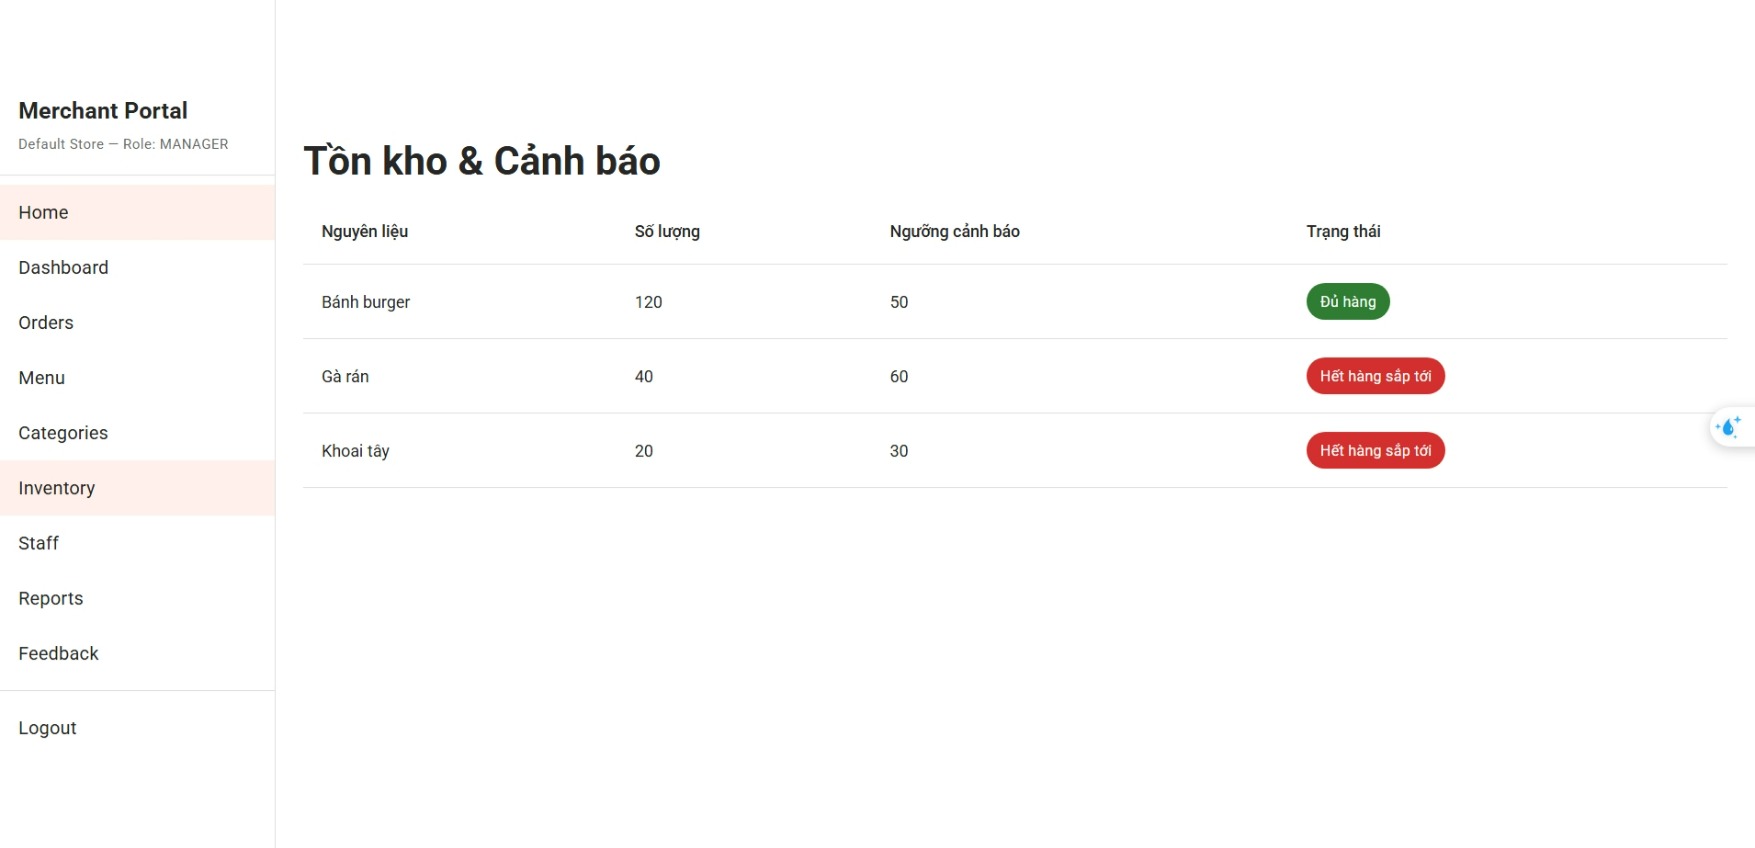 Merchant Portal
Default Store — Role: MANAGER
Home
Dashboard
Orders
Menu
Categories
Inventory
Staff
Reports
Feedback
Logout
Tồn kho & Cảnh báo
Nguyên liệu Số lượng Ngưỡng cảnh báo Trạng thái
Bánh burger 120 50 Đủ hàng
Gà rán 40 60 Hết hàng sắp tới
Khoai tây 20 30 Hết hàng sắp tới